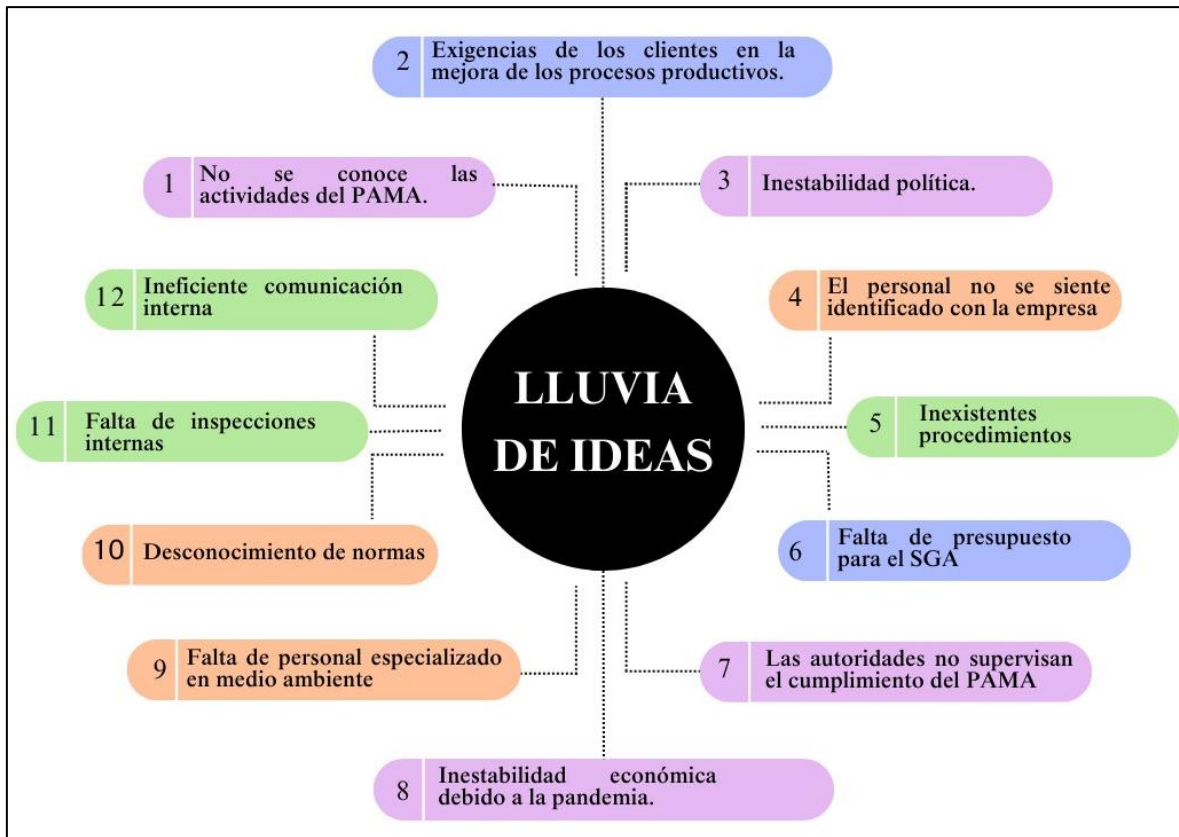 2
Exigencias de los clientes en la
mejora de los procesos productivos.
1
No se conoce las
actividades del PAMA.
3
Inestabilidad política.
12
Ineficiente comunicación
interna
4
El personal no se siente
identificado con la empresa
LLUVIA
DE IDEAS
11
Falta de inspecciones
internas
5
Inexistentes
procedimientos
10
Desconocimiento de normas
6
Falta de presupuesto
para el SGA
9
Falta de personal especializado
en medio ambiente
7
Las autoridades no supervisan
el cumplimiento del PAMA
8
Inestabilidad económica
debido a la pandemia.